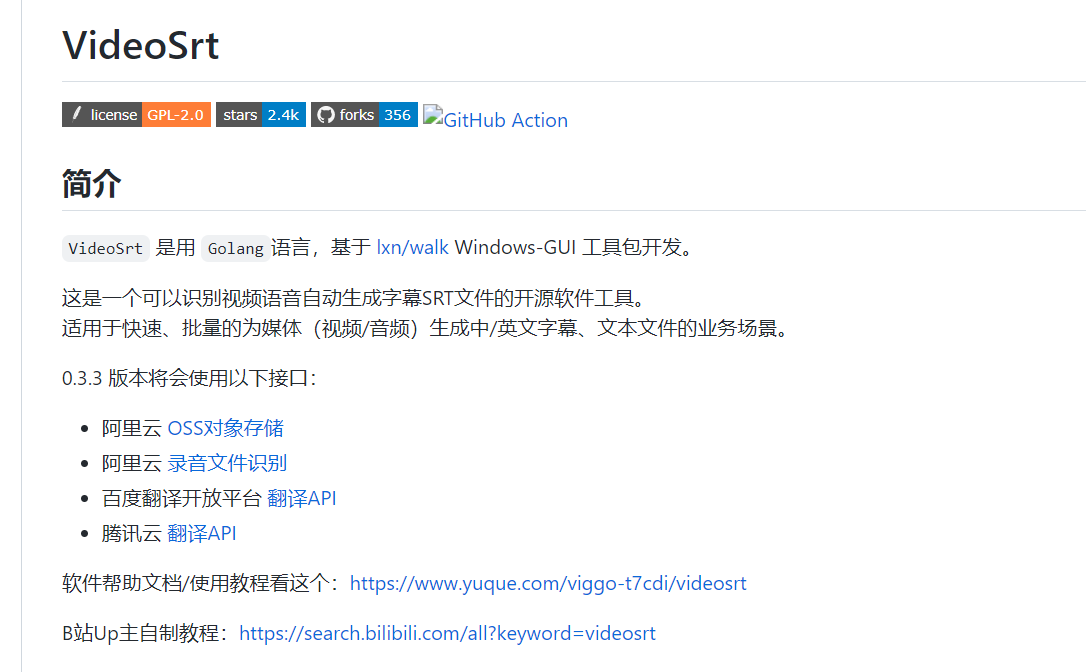 VideoSrt
license GPL-2.0 stars 2.4k forks 356 GitHub Action
简介
VideoSrt 是用 Golang语言，基于 lxn/walk Windows-GUI 工具包开发。
这是一个可以识别视频语音自动生成字幕SRT文件的开源软件工具。
适用于快速、批量的为媒体（视频/音频）生成中/英文字幕、文本文件的业务场景。
0.3.3 版本将会使用以下接口：
阿里云 OSS对象存储
阿里云 录音文件识别
百度翻译开放平台 翻译API
腾讯云 翻译API
软件帮助文档/使用教程看这个：https://www.yuque.com/viggo-t7cdi/videosrt
B站Up主自制教程：https://search.bilibili.com/all?keyword=videosrt